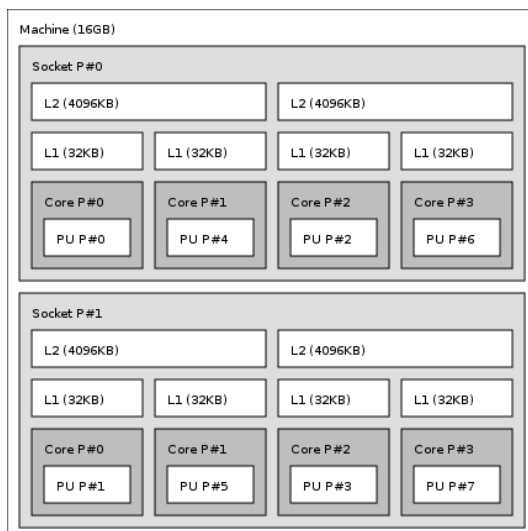 Machine (16GB)
Socket P#0
L2 (4096KB) L2 (4096KB)
L1 (32KB) L1 (32KB) L1 (32KB) L1 (32KB)
Core P#0 Core P#1 Core P#2 Core P#3
PU P#0 PU P#4 PU P#2 PU P#6
Socket P#1
L2 (4096KB) L2 (4096KB)
L1 (32KB) L1 (32KB) L1 (32KB) L1 (32KB)
Core P#0 Core P#1 Core P#2 Core P#3
PU P#1 PU P#5 PU P#3 PU P#7